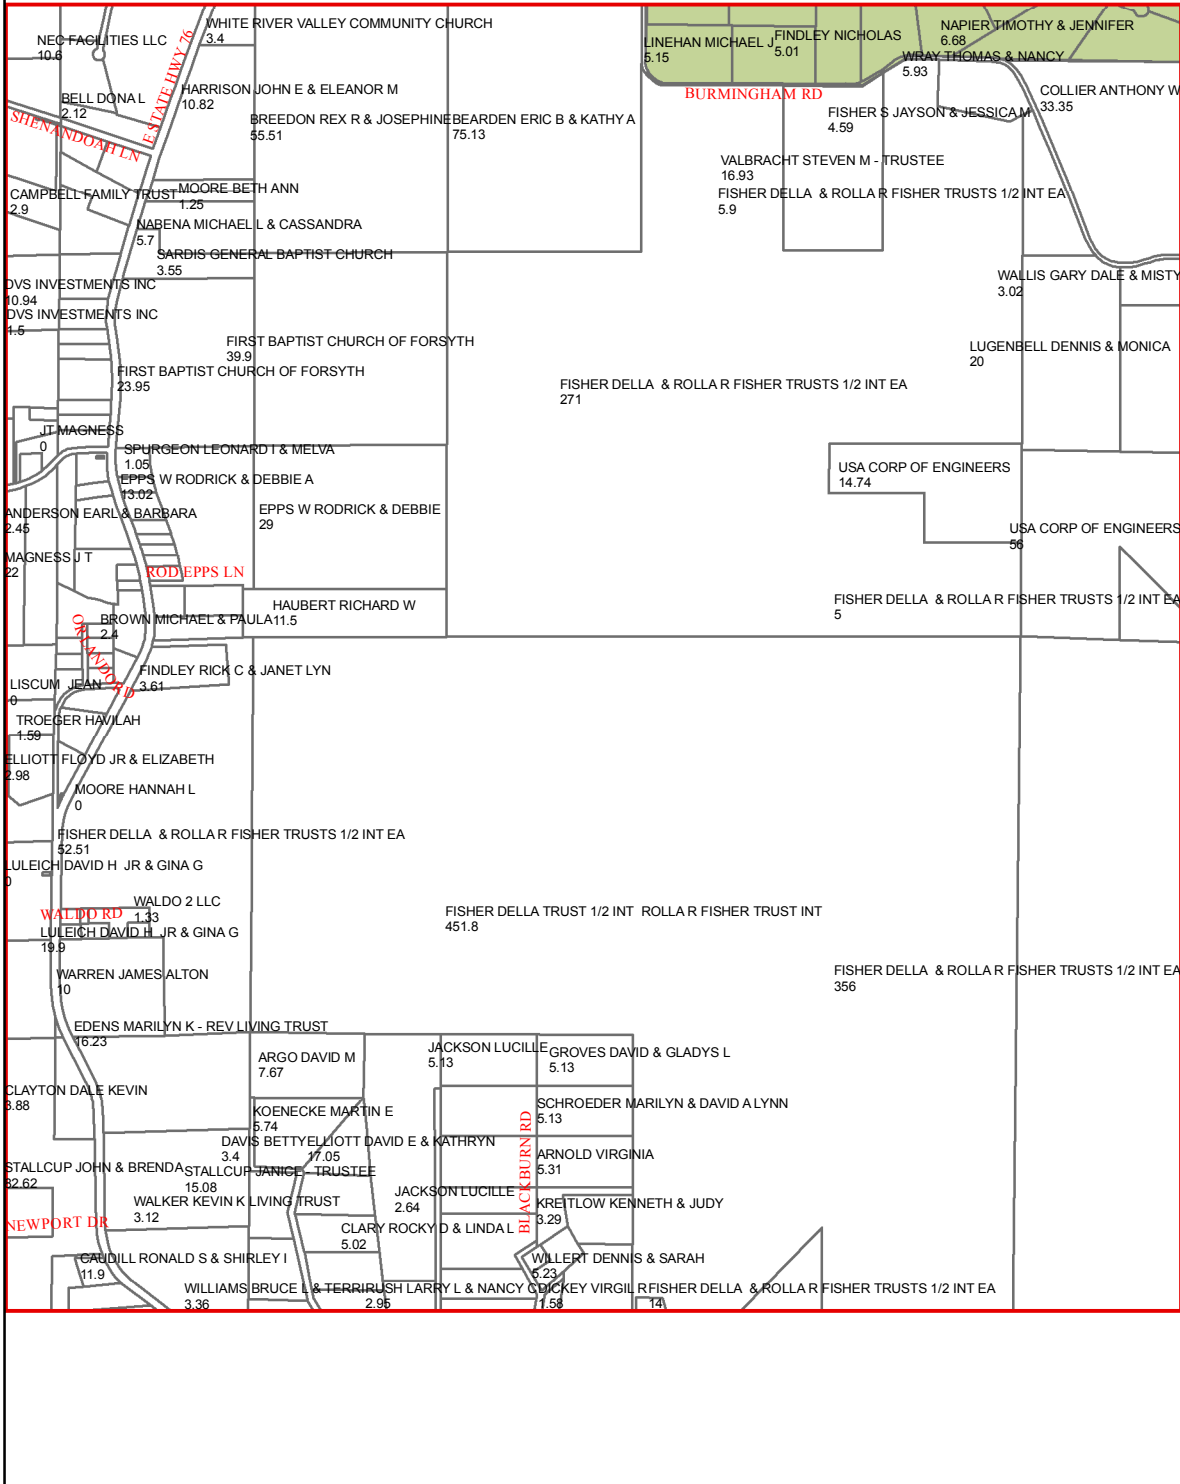 WHITE RIVER VALLEY COMMUNITY CHURCH
3.4
NEC FACILITIES LLC
10.6
E STATE HWY 76
LINEHAN MICHAEL J
5.15
FINDLEY NICHOLAS
5.01
NAPIER TIMOTHY & JENNIFER
6.68
WRAY THOMAS & NANCY
5.93
BELL DONA L
2.12
HARRISON JOHN E & ELEANOR M
10.82
BURMINGHAM RD
COLLIER ANTHONY W
33.35
SHENANDOAH LN
BREEDON REX R & JOSEPHINE
55.51
BEARDEN ERIC B & KATHY A
75.13
FISHER S JAYSON & JESSICA M
4.59
VALBRACHT STEVEN M - TRUSTEE
16.93
CAMPBELL FAMILY TRUST
2.9
MOORE BETH ANN
1.25
FISHER DELLA & ROLLA R FISHER TRUSTS 1/2 INT EA
5.9
NABENA MICHAEL L & CASSANDRA
5.7
SARDIS GENERAL BAPTIST CHURCH
3.55
DVS INVESTMENTS INC
10.94
DVS INVESTMENTS INC
1.5
WALLIS GARY DALE & MISTY
3.02
FIRST BAPTIST CHURCH OF FORSYTH
39.9
LUGENBELL DENNIS & MONICA
20
FIRST BAPTIST CHURCH OF FORSYTH
23.95
FISHER DELLA & ROLLA R FISHER TRUSTS 1/2 INT EA
271
JT MAGNESS
0
SPURGEON LEONARD I & MELVA
1.05
EPPS W RODRICK & DEBBIE A
13.02
USA CORP OF ENGINEERS
14.74
ANDERSON EARL & BARBARA
2.45
EPPS W RODRICK & DEBBIE
29
USA CORP OF ENGINEERS
56
MAGNESS J T
22
ROD EPPS LN
HAUBERT RICHARD W
11.5
FISHER DELLA & ROLLA R FISHER TRUSTS 1/2 INT EA
5
BROWN MICHAEL & PAULA
2.4
ORLANDO RD
FINDLEY RICK C & JANET LYN
3.61
LISCUM JEAN
0
TROEGER HAVILAH
1.59
ELLIOTT FLOYD JR & ELIZABETH
2.98
MOORE HANNAH L
0
FISHER DELLA & ROLLA R FISHER TRUSTS 1/2 INT EA
52.51
LULEICH DAVID H JR & GINA G
0
WALDO 2 LLC
1.33
WALDO RD
FISHER DELLA TRUST 1/2 INT ROLLA R FISHER TRUST INT
451.8
LULEICH DAVID H JR & GINA G
19.9
WARREN JAMES ALTON
10
FISHER DELLA & ROLLA R FISHER TRUSTS 1/2 INT EA
356
EDENS MARILYN K - REV LIVING TRUST
16.23
ARGO DAVID M
7.67
JACKSON LUCILLE
5.13
GROVES DAVID & GLADYS L
5.13
CLAYTON DALE KEVIN
3.88
KOENECKE MARTIN E
5.74
SCHROEDER MARILYN & DAVID A LYNN
5.13
BLACKBURN RD
DAVIS BETTY
3.4
ELLIOTT DAVID E & KATHRYN
17.05
ARNOLD VIRGINIA
5.31
STALLCUP JOHN & BRENDA
32.62
STALLCUP JANICE - TRUSTEE
15.08
JACKSON LUCILLE
2.64
WALKER KEVIN K LIVING TRUST
3.12
KREITLOW KENNETH & JUDY
3.29
NEWPORT DR
CLARY ROCKY D & LINDA L
5.02
CAUDILL RONALD S & SHIRLEY I
11.9
WILLERT DENNIS & SARAH
5.23
WILLIAMS BRUCE L & TERRI
3.36
RUSH LARRY L & NANCY C
2.95
DICKEY VIRGIL R
1.58
FISHER DELLA & ROLLA R FISHER TRUSTS 1/2 INT EA
14